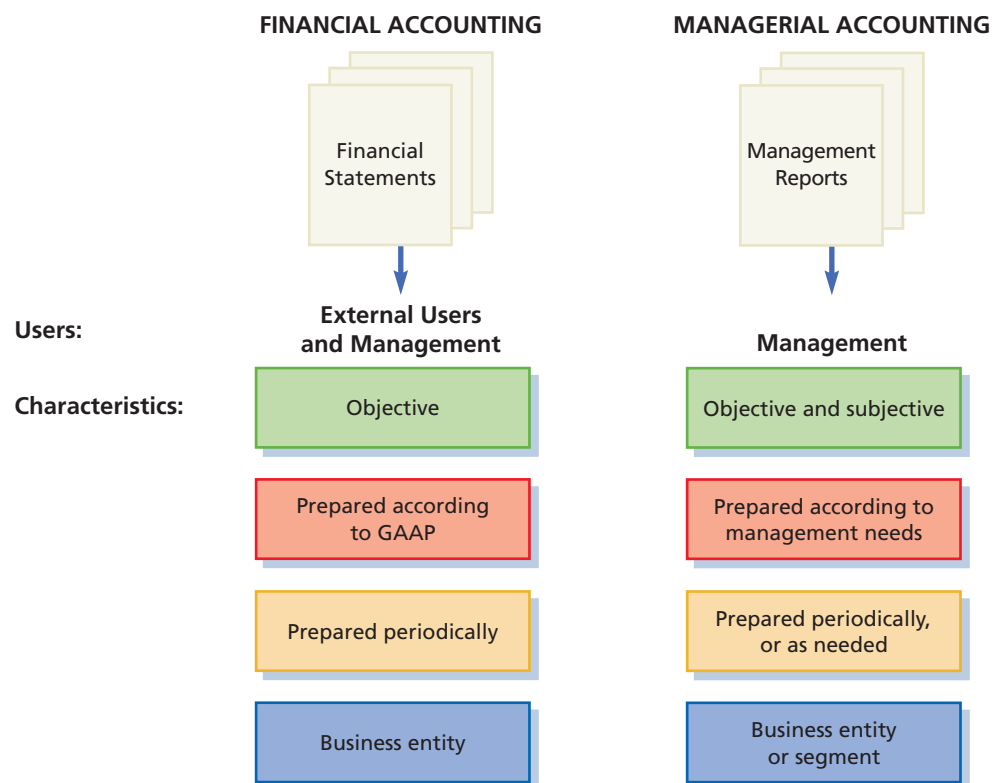 FINANCIAL ACCOUNTING
MANAGERIAL ACCOUNTING
Financial
Statements
Management
Reports
Users:
External Users
and Management
Management
Characteristics:
Objective
Objective and subjective
Prepared according
to GAAP
Prepared according to
management needs
Prepared periodically
Prepared periodically,
or as needed
Business entity
Business entity
or segment